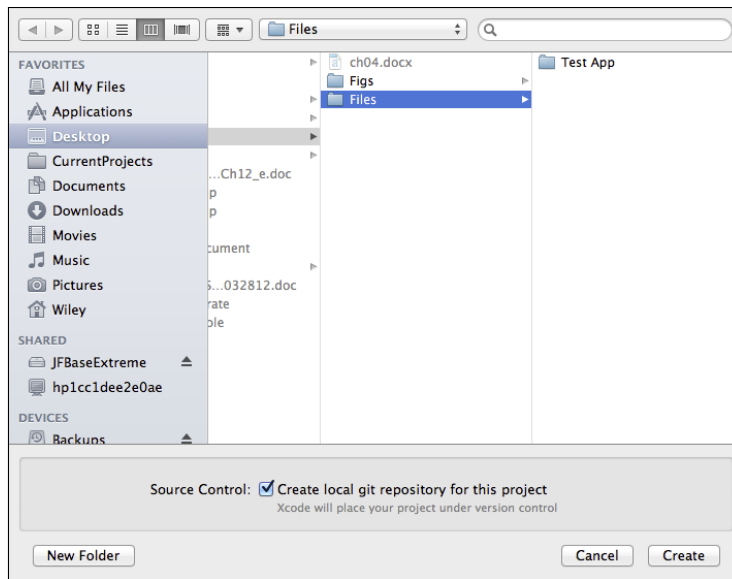 Files
FAVORITES
All My Files
Applications
Desktop
CurrentProjects
Documents
Downloads
Movies
Music
Pictures
Wiley
SHARED
JFBaseExtreme
hp1cc1dee2e0ae
DEVICES
Backups
...Ch12_e.doc
p
p
cument
S...032812.doc
rate
ple
ch04.docx
Figs
Files
Test App
Source Control: Create local git repository for this project
Xcode will place your project under version control
New Folder Cancel Create